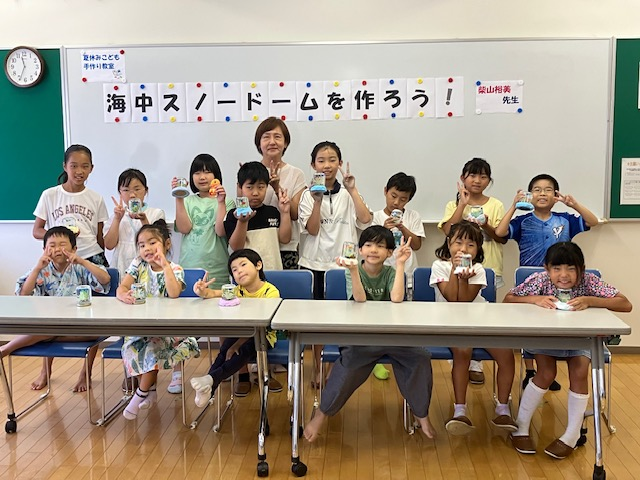 夏休みこども
手作り教室
海中スノードームを作ろう!
柴山裕美
先生
LOS ANGELES